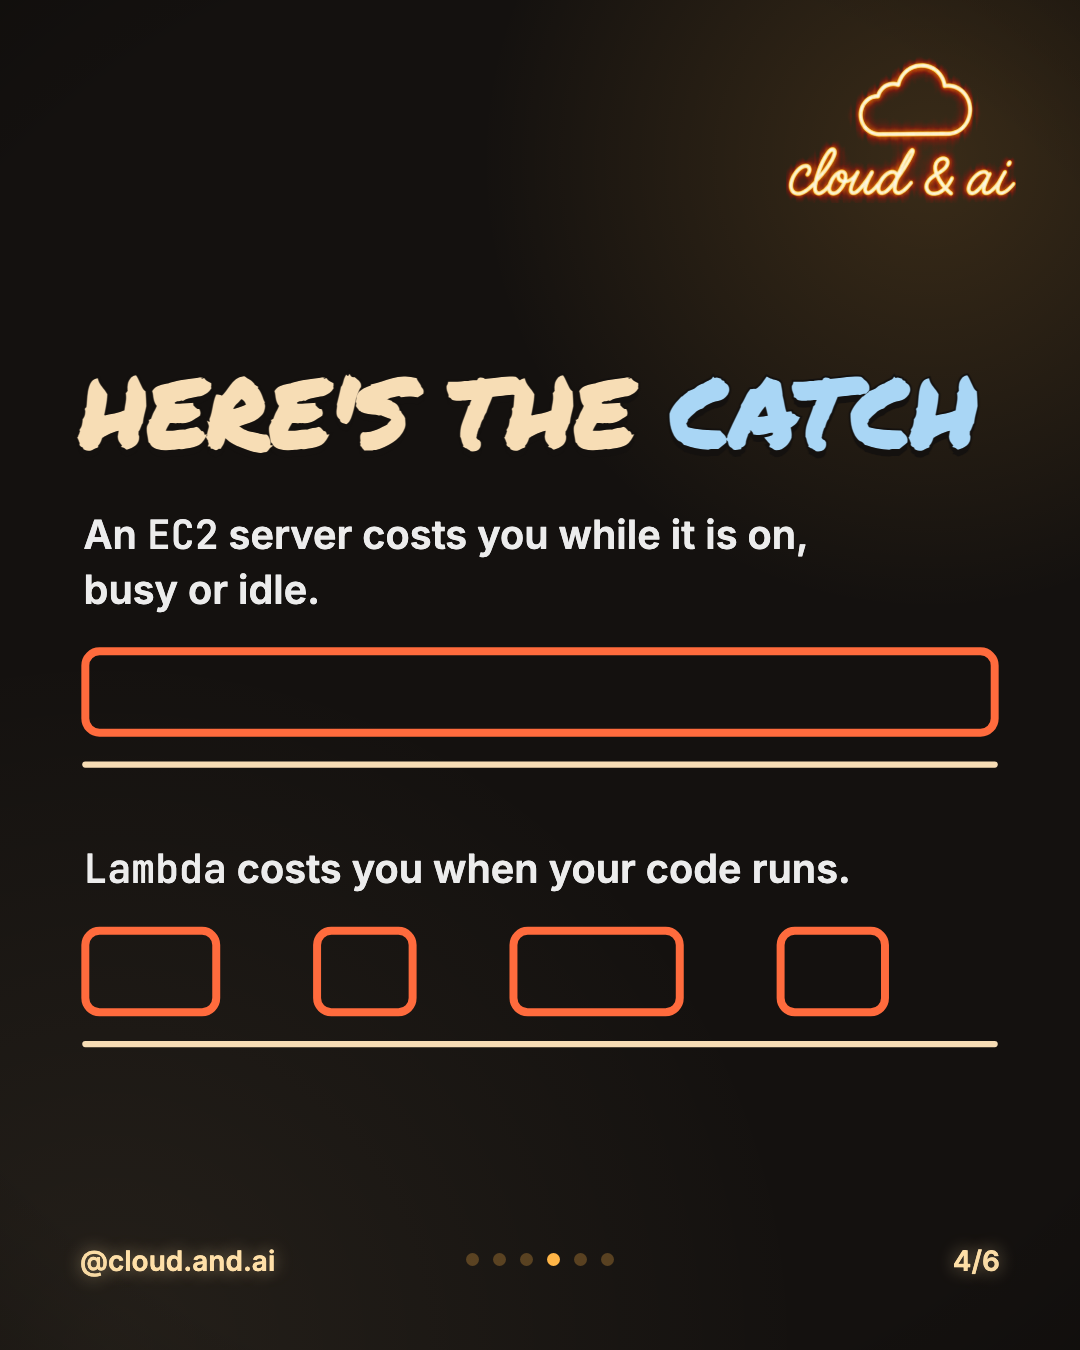 cloud & ai
HERE'S THE CATCH
An EC2 server costs you while it is on,
busy or idle.
Lambda costs you when your code runs.
@cloud.and.ai
4/6